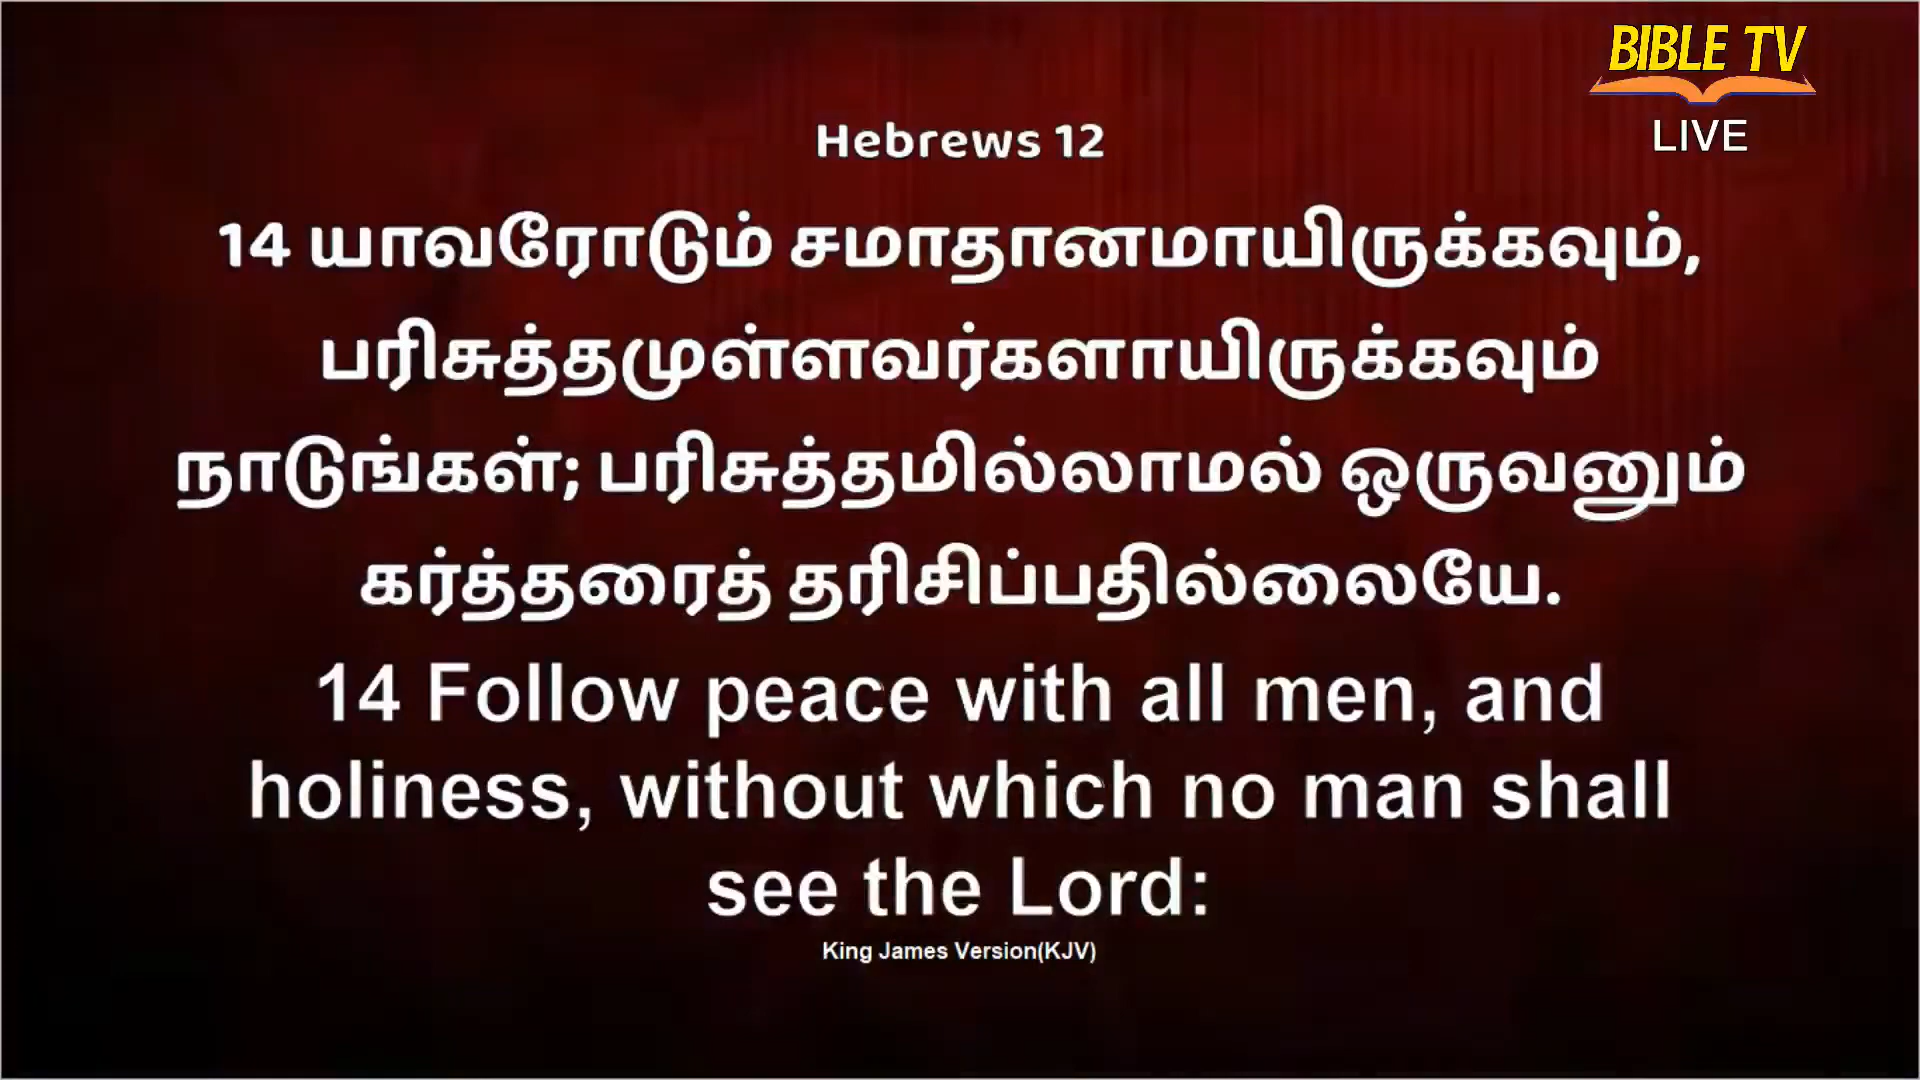 BIBLE TV
LIVE
Hebrews 12
14 யாவரோடும் சமாதானமாயிருக்கவும்,
பரிசுத்தமுள்ளவர்களாயிருக்கவும்
நாடுங்கள்; பரிசுத்தமில்லாமல் ஒருவனும்
கர்த்தரைத் தரிசிப்பதில்லையே.
14 Follow peace with all men, and
holiness, without which no man shall
see the Lord:
King James Version(KJV)